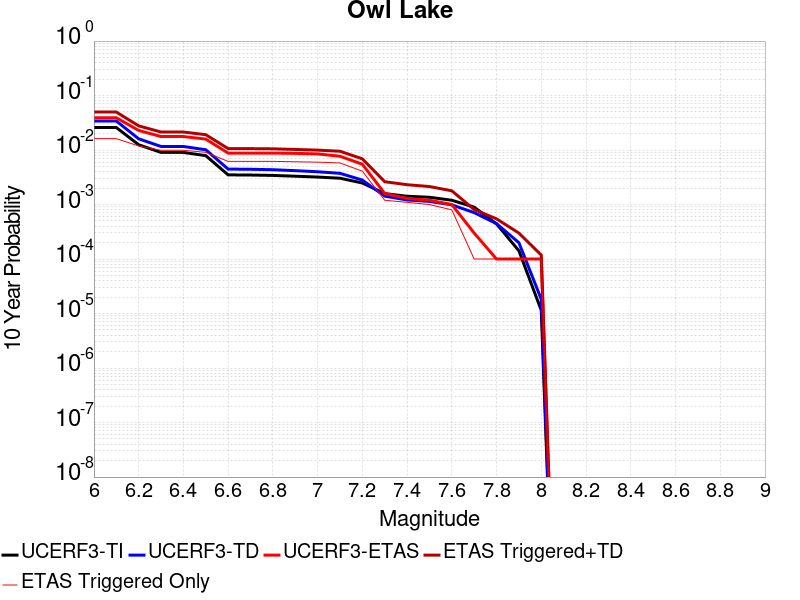 Owl Lake
10^0
10^-1
10^-2
10^-3
10^-4
10^-5
10^-6
10^-7
10^-8
10 Year Probability
6 6.2 6.4 6.6 6.8 7 7.2 7.4 7.6 7.8 8 8.2 8.4 8.6 8.8 9
Magnitude
UCERF3-TI UCERF3-TD UCERF3-ETAS ETAS Triggered+TD
ETAS Triggered Only